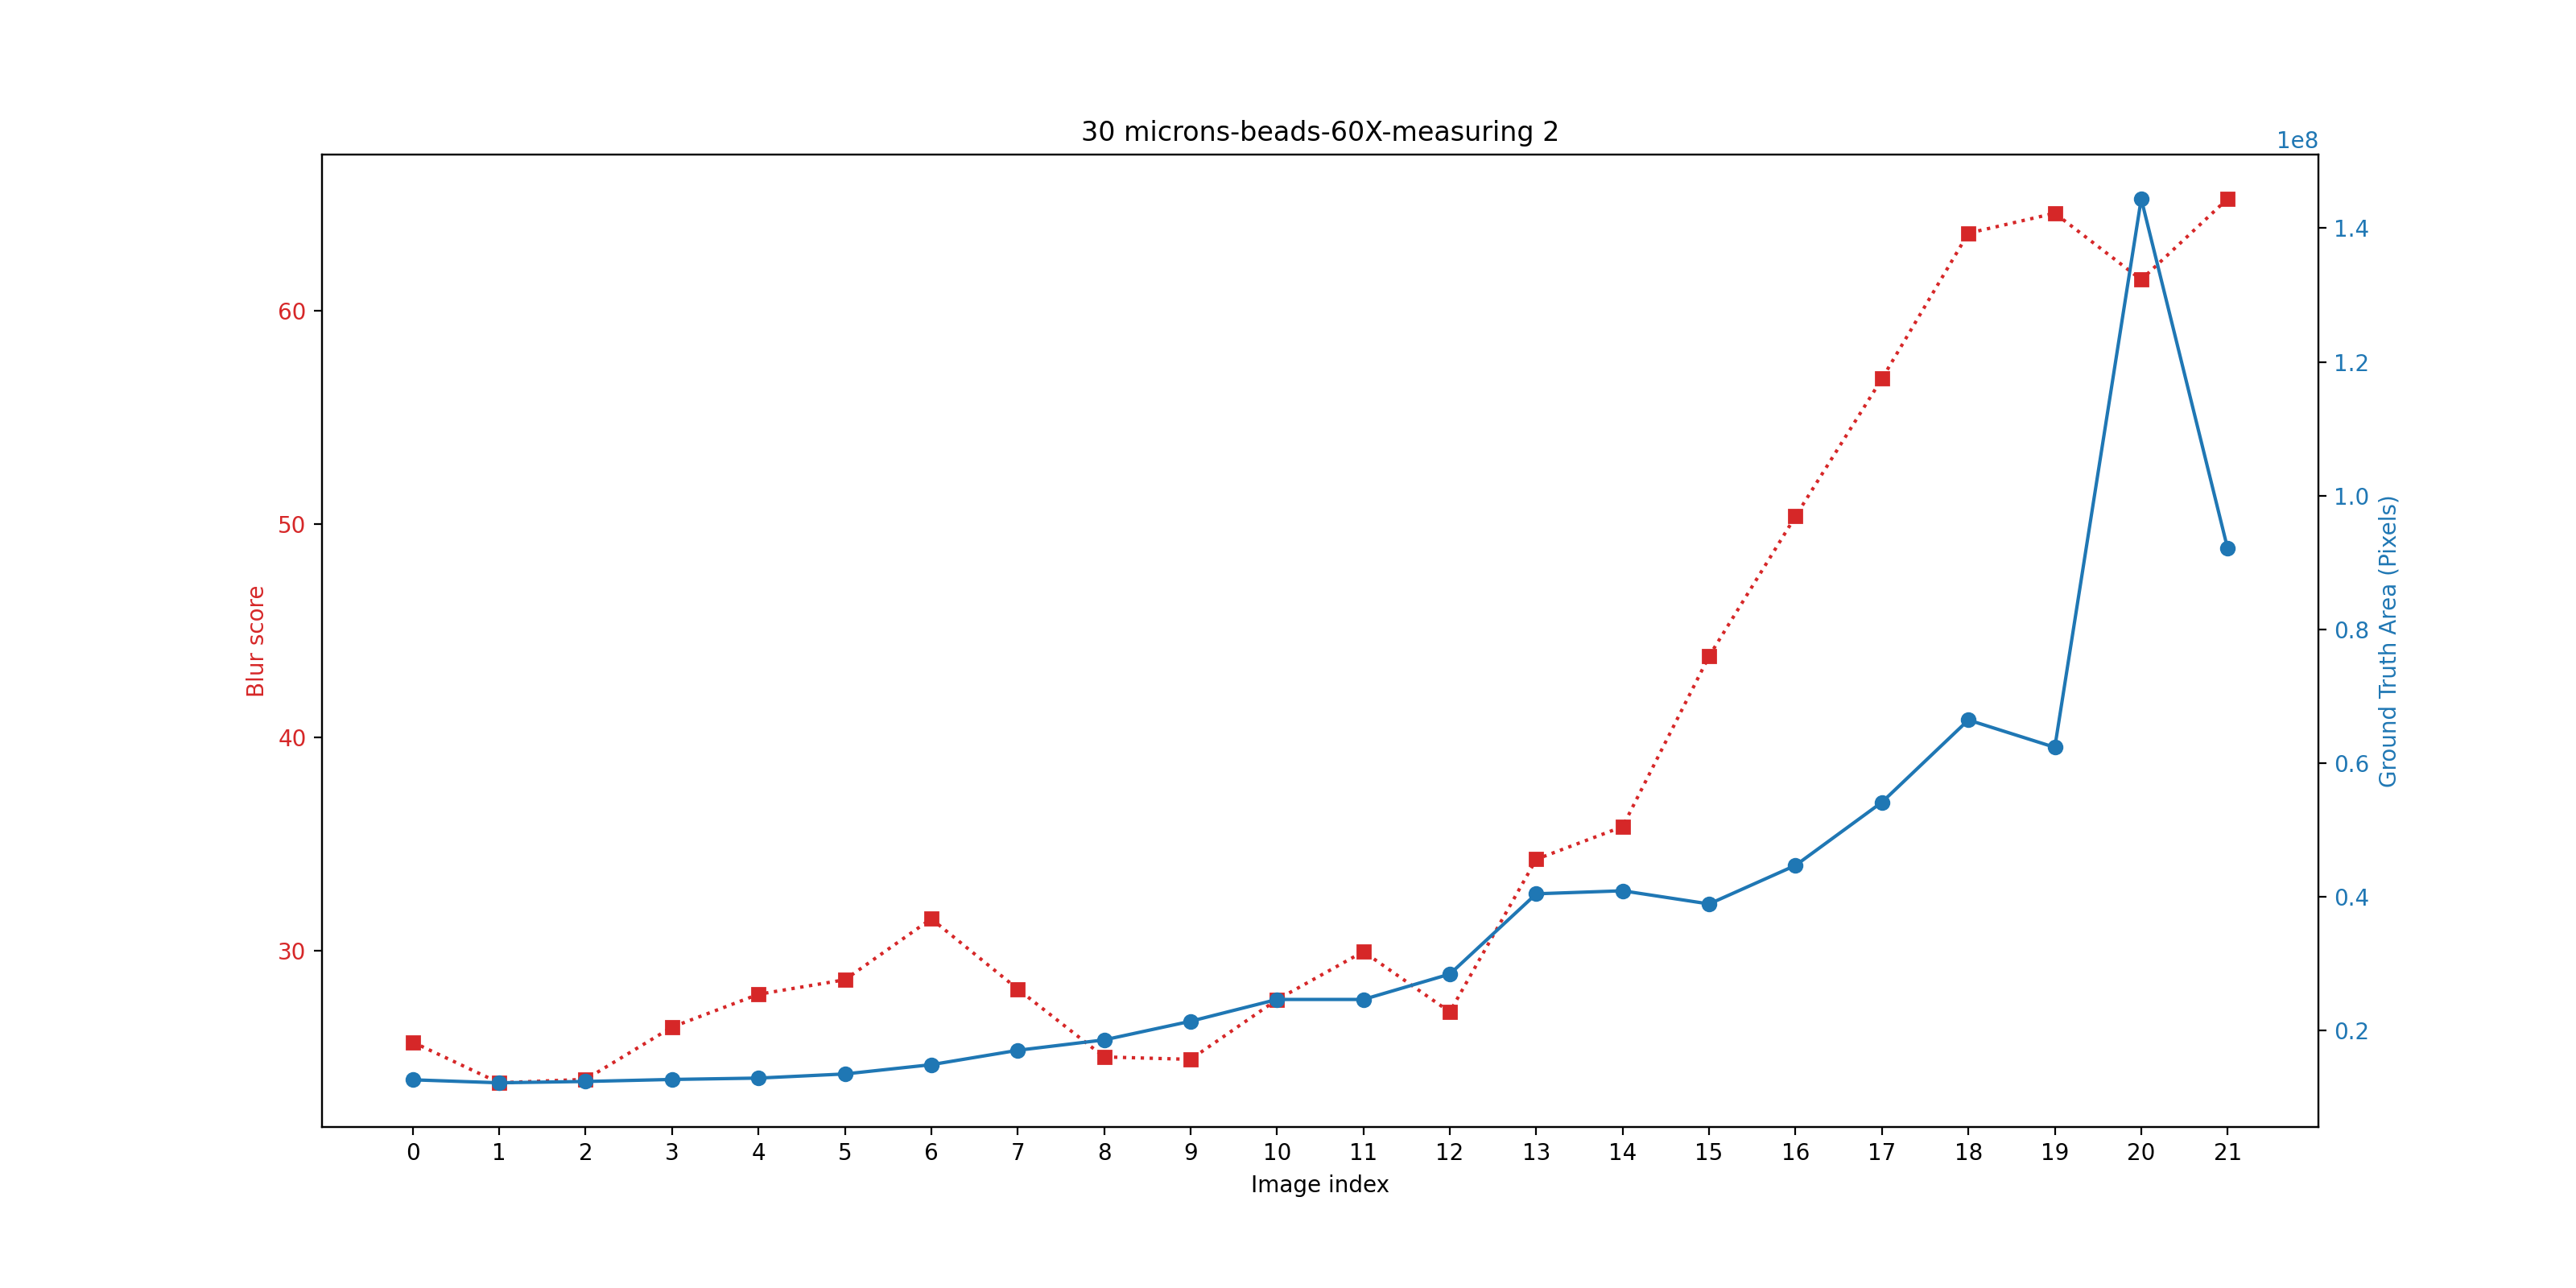 30 microns-beads-60X-measuring 2
1e8
60
50
40
30
Blur score
1.4
1.2
1.0
0.8
0.6
0.4
0.2
Ground Truth Area (Pixels)
0 1 2 3 4 5 6 7 8 9 10 11 12 13 14 15 16 17 18 19 20 21
Image index